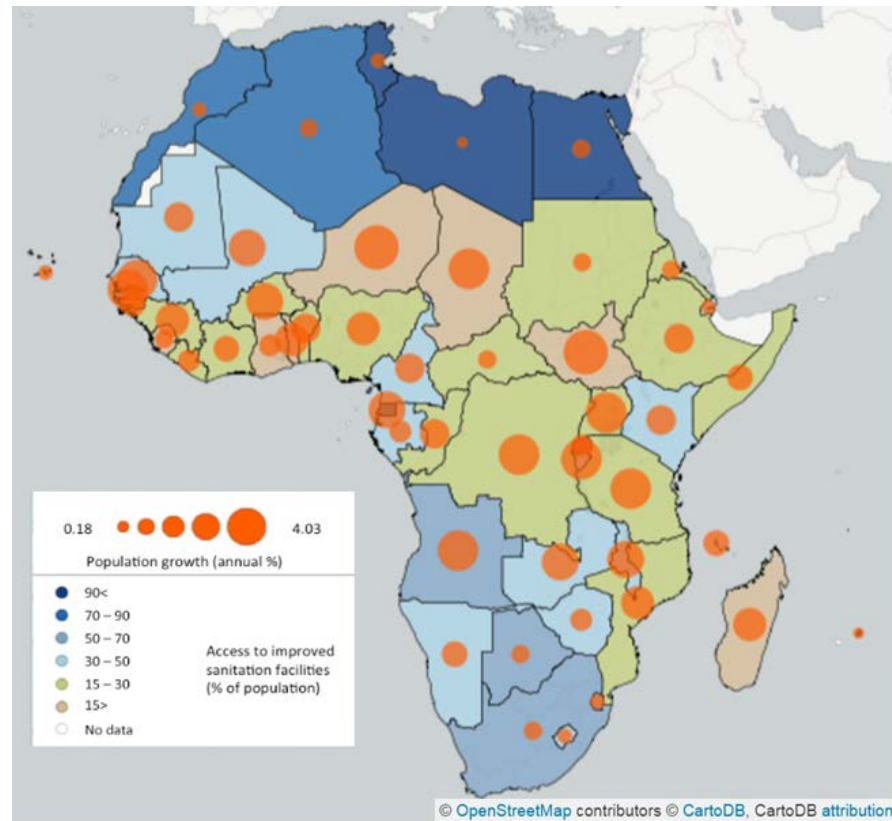 0.18
4.03
Population growth (annual %)
90<
70 – 90
50 – 70
30 – 50
15 – 30
15>
No data
Access to improved
sanitation facilities
(% of population)
© OpenStreetMap contributors © CartoDB, CartoDB attribution